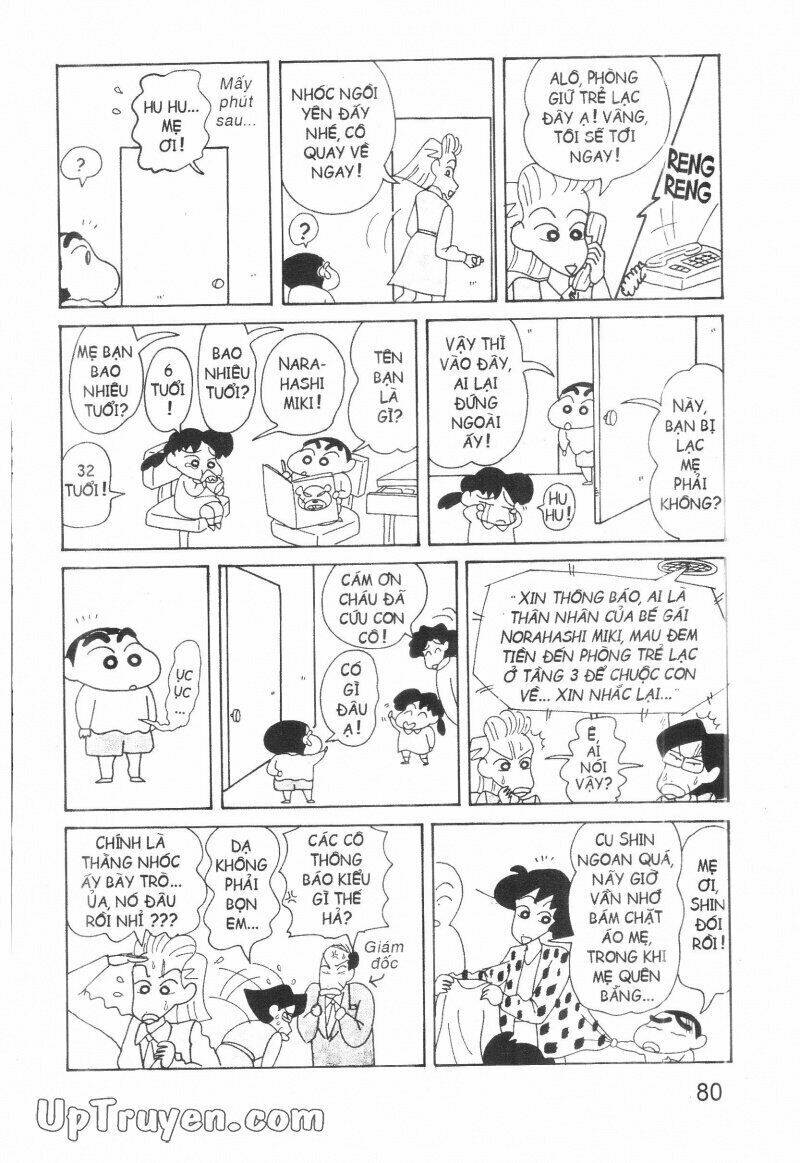 RENG
RENG
ALÔ, PHÒNG
GIỮ TRẺ LẠC
ĐÂY Ạ! VÂNG,
TÔI SẼ TỚI
NGAY!
NHÓC NGỒI
YÊN ĐẤY
NHÉ, CÔ
QUAY VỀ
NGAY!
?
Mấy
phút
sau...
HU HU...
MẸ
ƠI!
?
NÀY,
BẠN BỊ
LẠC
MẸ
PHẢI
KHÔNG?
VẬY THÌ
VÀO ĐÂY,
AI LẠI
ĐỨNG
NGOÀI
ẤY!
HU
HU!
TÊN
BẠN
LÀ
GÌ?
NARA-
HASHI
MIKI!
BAO
NHIÊU
TUỔI?
6
TUỔI
!
MẸ BẠN
BAO
NHIÊU
TUỔI?
32
TUỔI!
"XIN THÔNG BÁO, AI LÀ
THÂN NHÂN CỦA BÉ GÁI
NORAHASHI MIKI, MAU ĐEM
TIỀN ĐẾN PHÒNG TRẺ LẠC
Ở TẦNG 3 ĐỂ CHUỘC CON
VỀ... XIN NHẮC LẠI..."
Ê,
AI
NÓI
VẬY?
CÁM ƠN
CHÁU ĐÃ
CỨU CON
CÔ!
CÓ
GÌ
ĐÂU
Ạ!
ỤC
ỤC
...
MẸ
ƠI,
SHIN
ĐÓI
RỒI!
CU SHIN
NGOAN QUÁ,
NÃY GIỜ
VẪN NHỚ
BÁM CHẶT
ÁO MẸ,
TRONG KHI
MẸ QUÊN
BẴNG...
CÁC CÔ
THÔNG
BÁO KIỂU
GÌ THẾ
HẢ?
Giám
đốc
DẠ
KHÔNG
PHẢI
BỌN
EM...
CHÍNH LÀ
THẰNG NHÓC
ẤY BÀY TRÒ...
ỦA, NÓ ĐÂU
RỒI NHỈ ???
80
UpTruyen.com